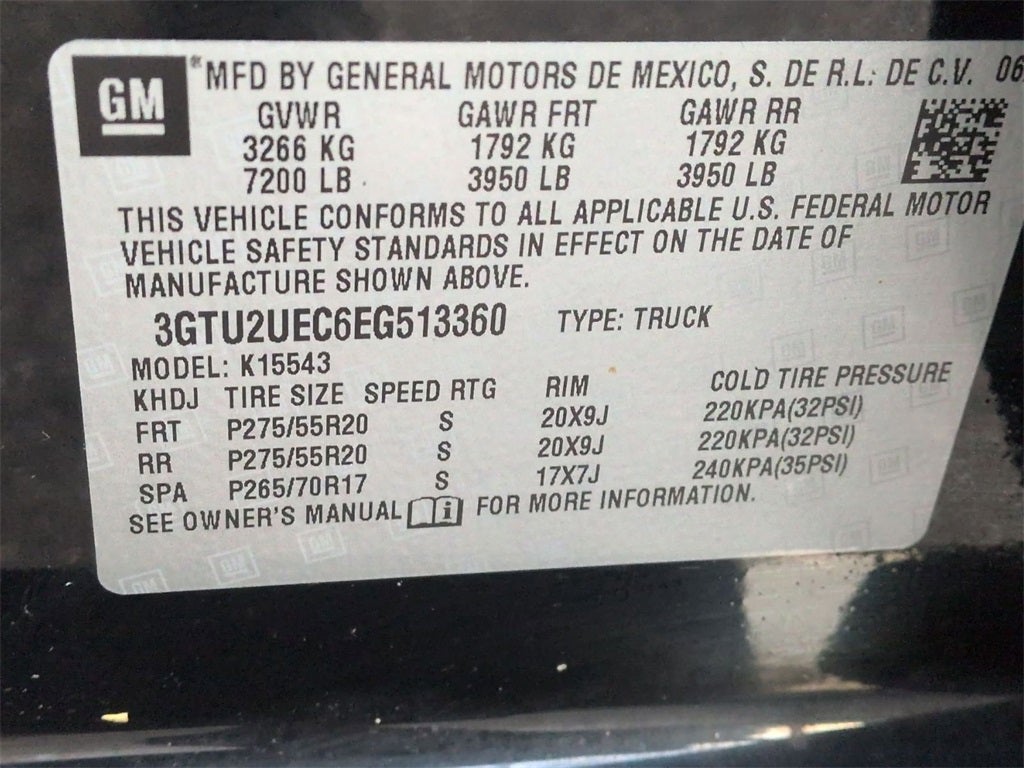 GM ® MFD BY GENERAL MOTORS DE MEXICO, S. DE R.L. DE C.V. 06
GVWR GAWR FRT GAWR RR
3266 KG 1792 KG 1792 KG
7200 LB 3950 LB 3950 LB
THIS VEHICLE CONFORMS TO ALL APPLICABLE U.S. FEDERAL MOTOR
VEHICLE SAFETY STANDARDS IN EFFECT ON THE DATE OF
MANUFACTURE SHOWN ABOVE.
3GTU2UEC6EG513360 TYPE: TRUCK
MODEL: K15543
KHDJ TIRE SIZE SPEED RTG RIM COLD TIRE PRESSURE
FRT P275/55R20 S 20X9J 220KPA(32PSI)
RR P275/55R20 S 20X9J 220KPA(32PSI)
SPA P265/70R17 S 17X7J 240KPA(35PSI)
SEE OWNER'S MANUAL i FOR MORE INFORMATION.